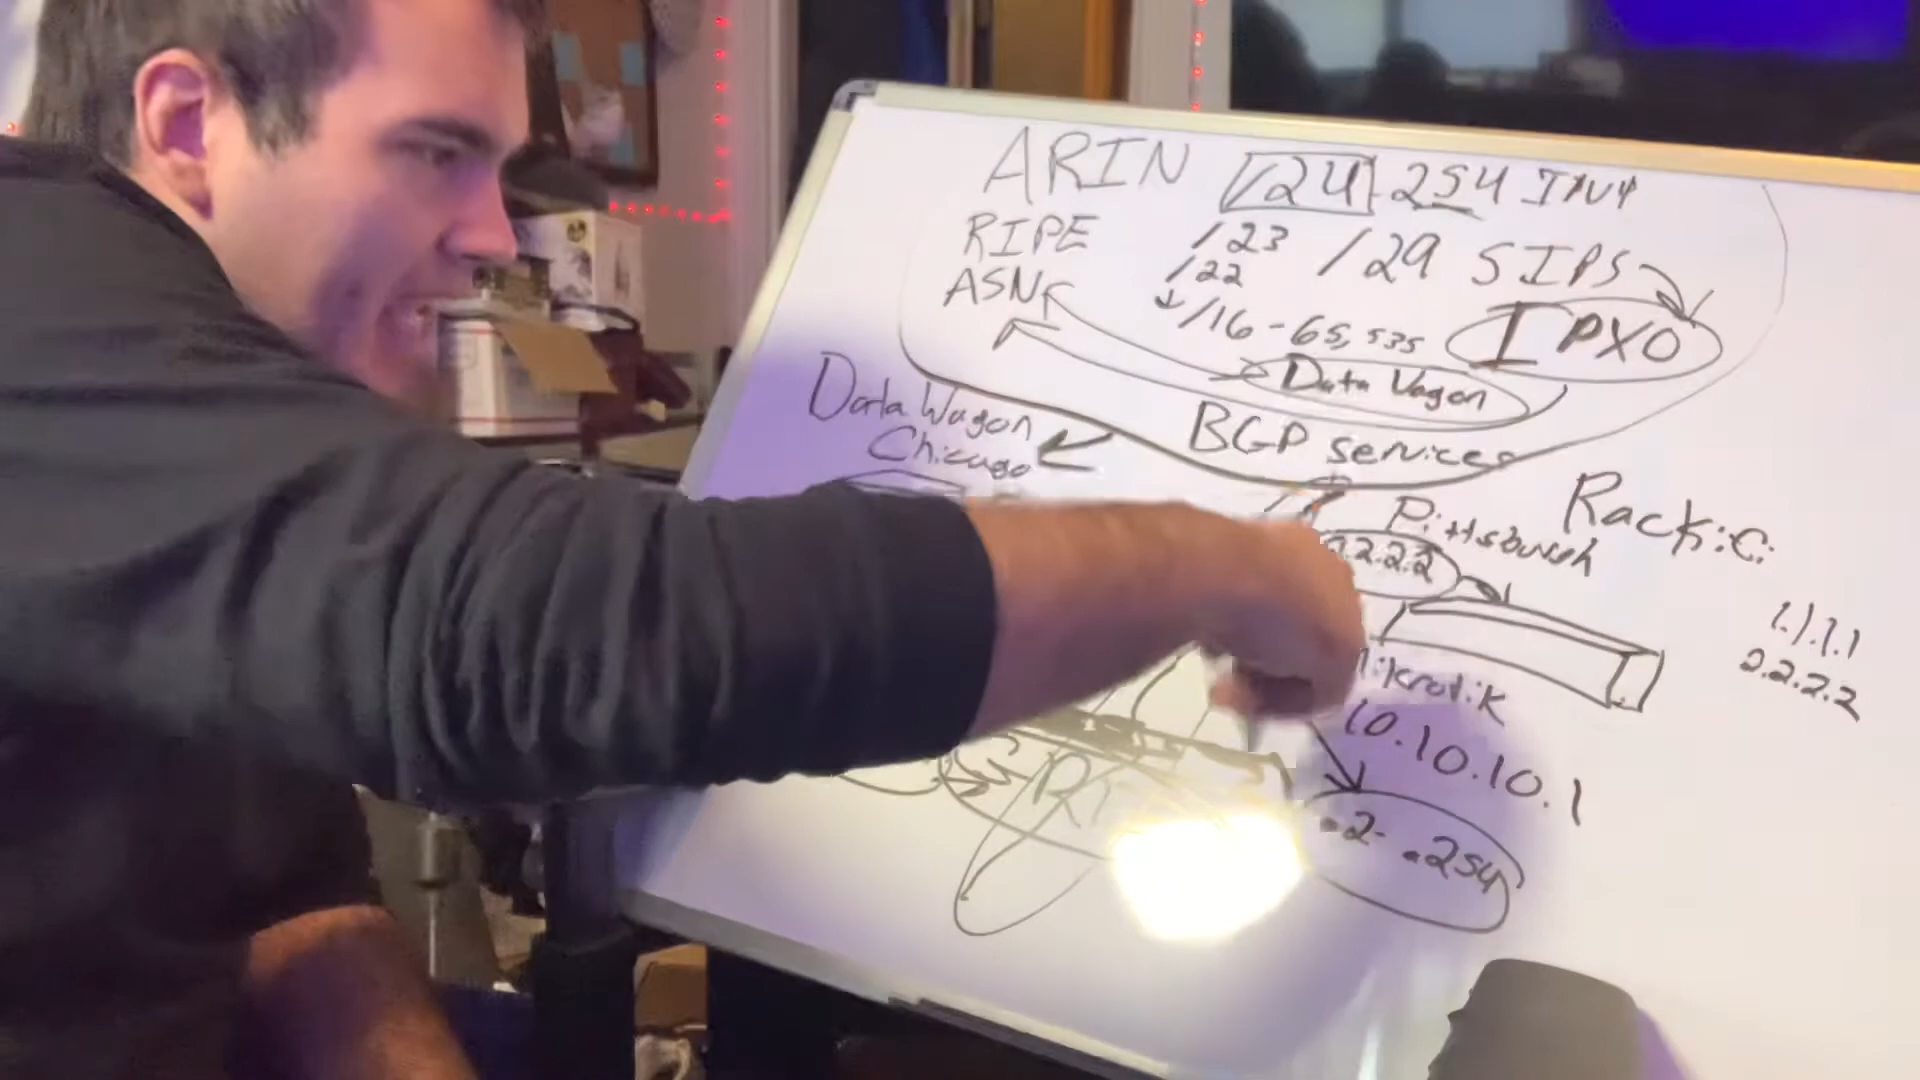 ARIN /24 - 254 IPV4
RIPE /23 /29 5 IPS
ASN /22
/16 - 65,535 IPXO
Data Wagon
Data Wagon
Chicago
BGP services
Pittsburgh
Rack:C:
2.2.2.2
1.1.1.1
2.2.2.2
Mikrotik
10.10.10.1
.2 - .254